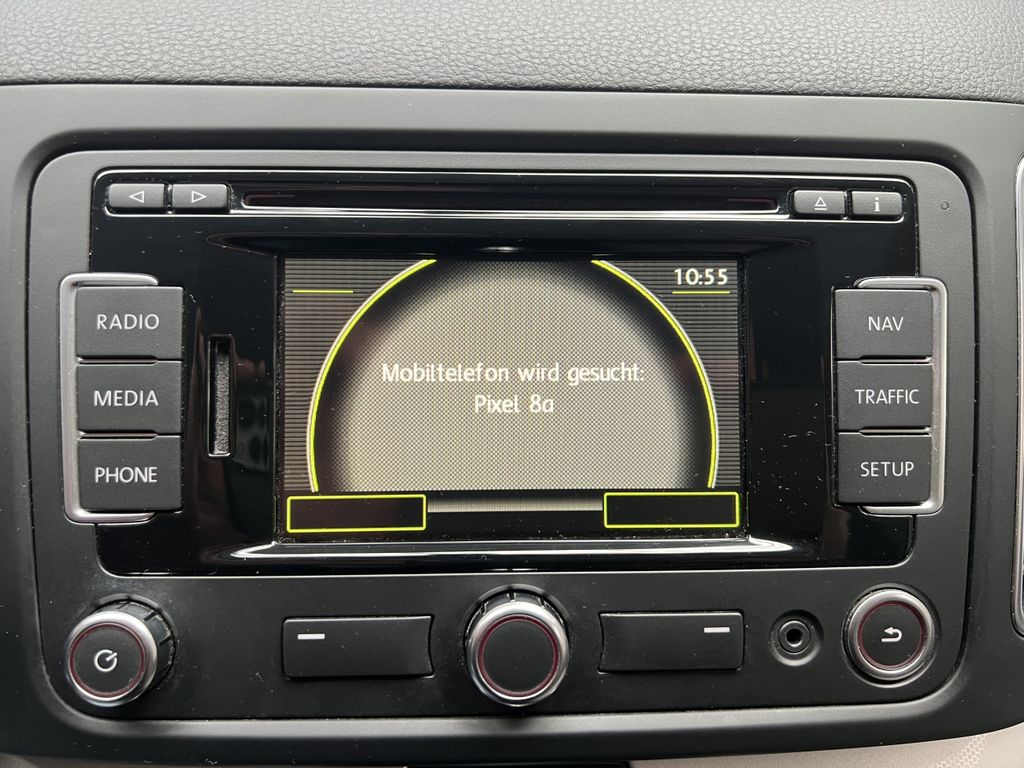 i
10:55
RADIO
NAV
Mobiltelefon wird gesucht:
Pixel 8a
MEDIA
TRAFFIC
PHONE
SETUP